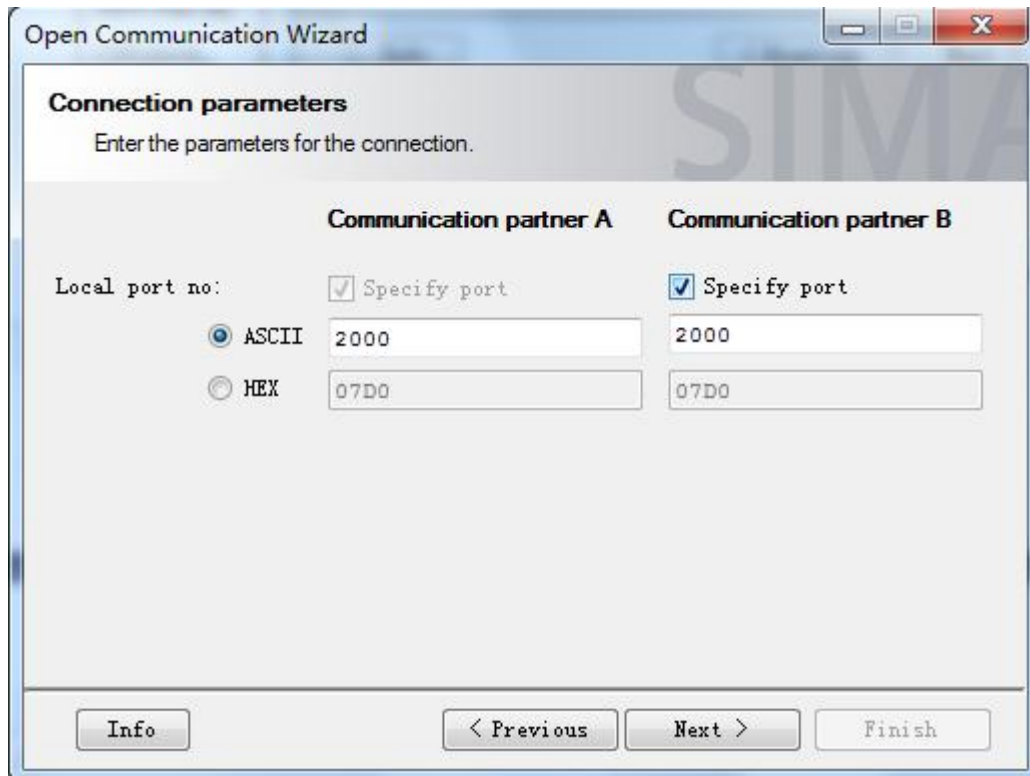 Open Communication Wizard
Connection parameters
Enter the parameters for the connection.
SIMA
Communication partner A Communication partner B
Local port no: Specify port Specify port
ASCII 2000 2000
HEX 07D0 07D0
Info < Previous Next > Finish